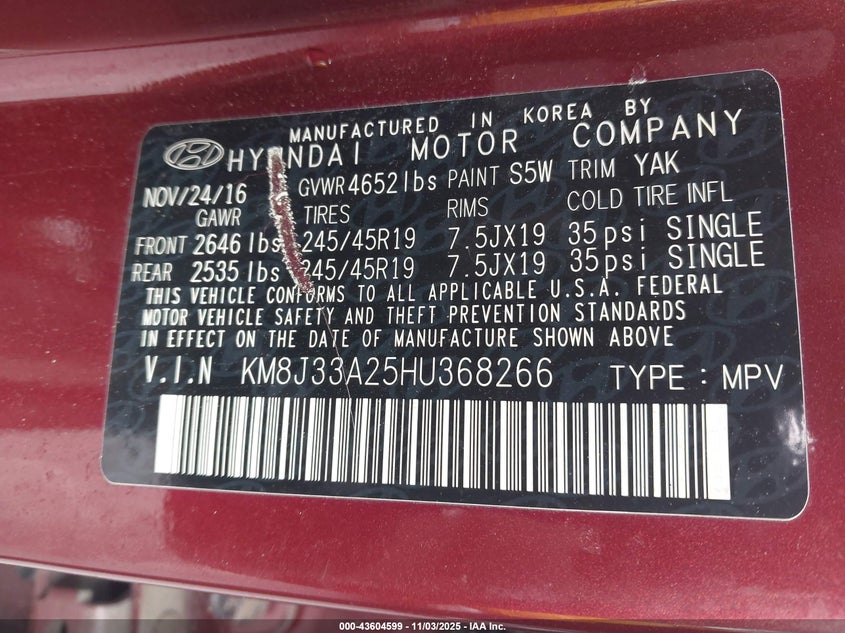 MANUFACTURED IN KOREA BY
HYUNDAI MOTOR COMPANY
NOV/24/16 GVWR 4652lbs PAINT S5W TRIM YAK
GAWR TIRES RIMS COLD TIRE INFL
FRONT 2646 lbs 245/45R19 7.5JX19 35psi SINGLE
REAR 2535 lbs 245/45R19 7.5JX19 35psi SINGLE
THIS VEHICLE CONFORMS TO ALL APPLICABLE U.S.A. FEDERAL
MOTOR VEHICLE SAFETY AND THEFT PREVENTION STANDARDS
IN EFFECT ON THE DATE OF MANUFACTURE SHOWN ABOVE
V.I.N KM8J33A25HU368266 TYPE : MPV
000-43604599 - 11/03/2025 - IAA Inc.